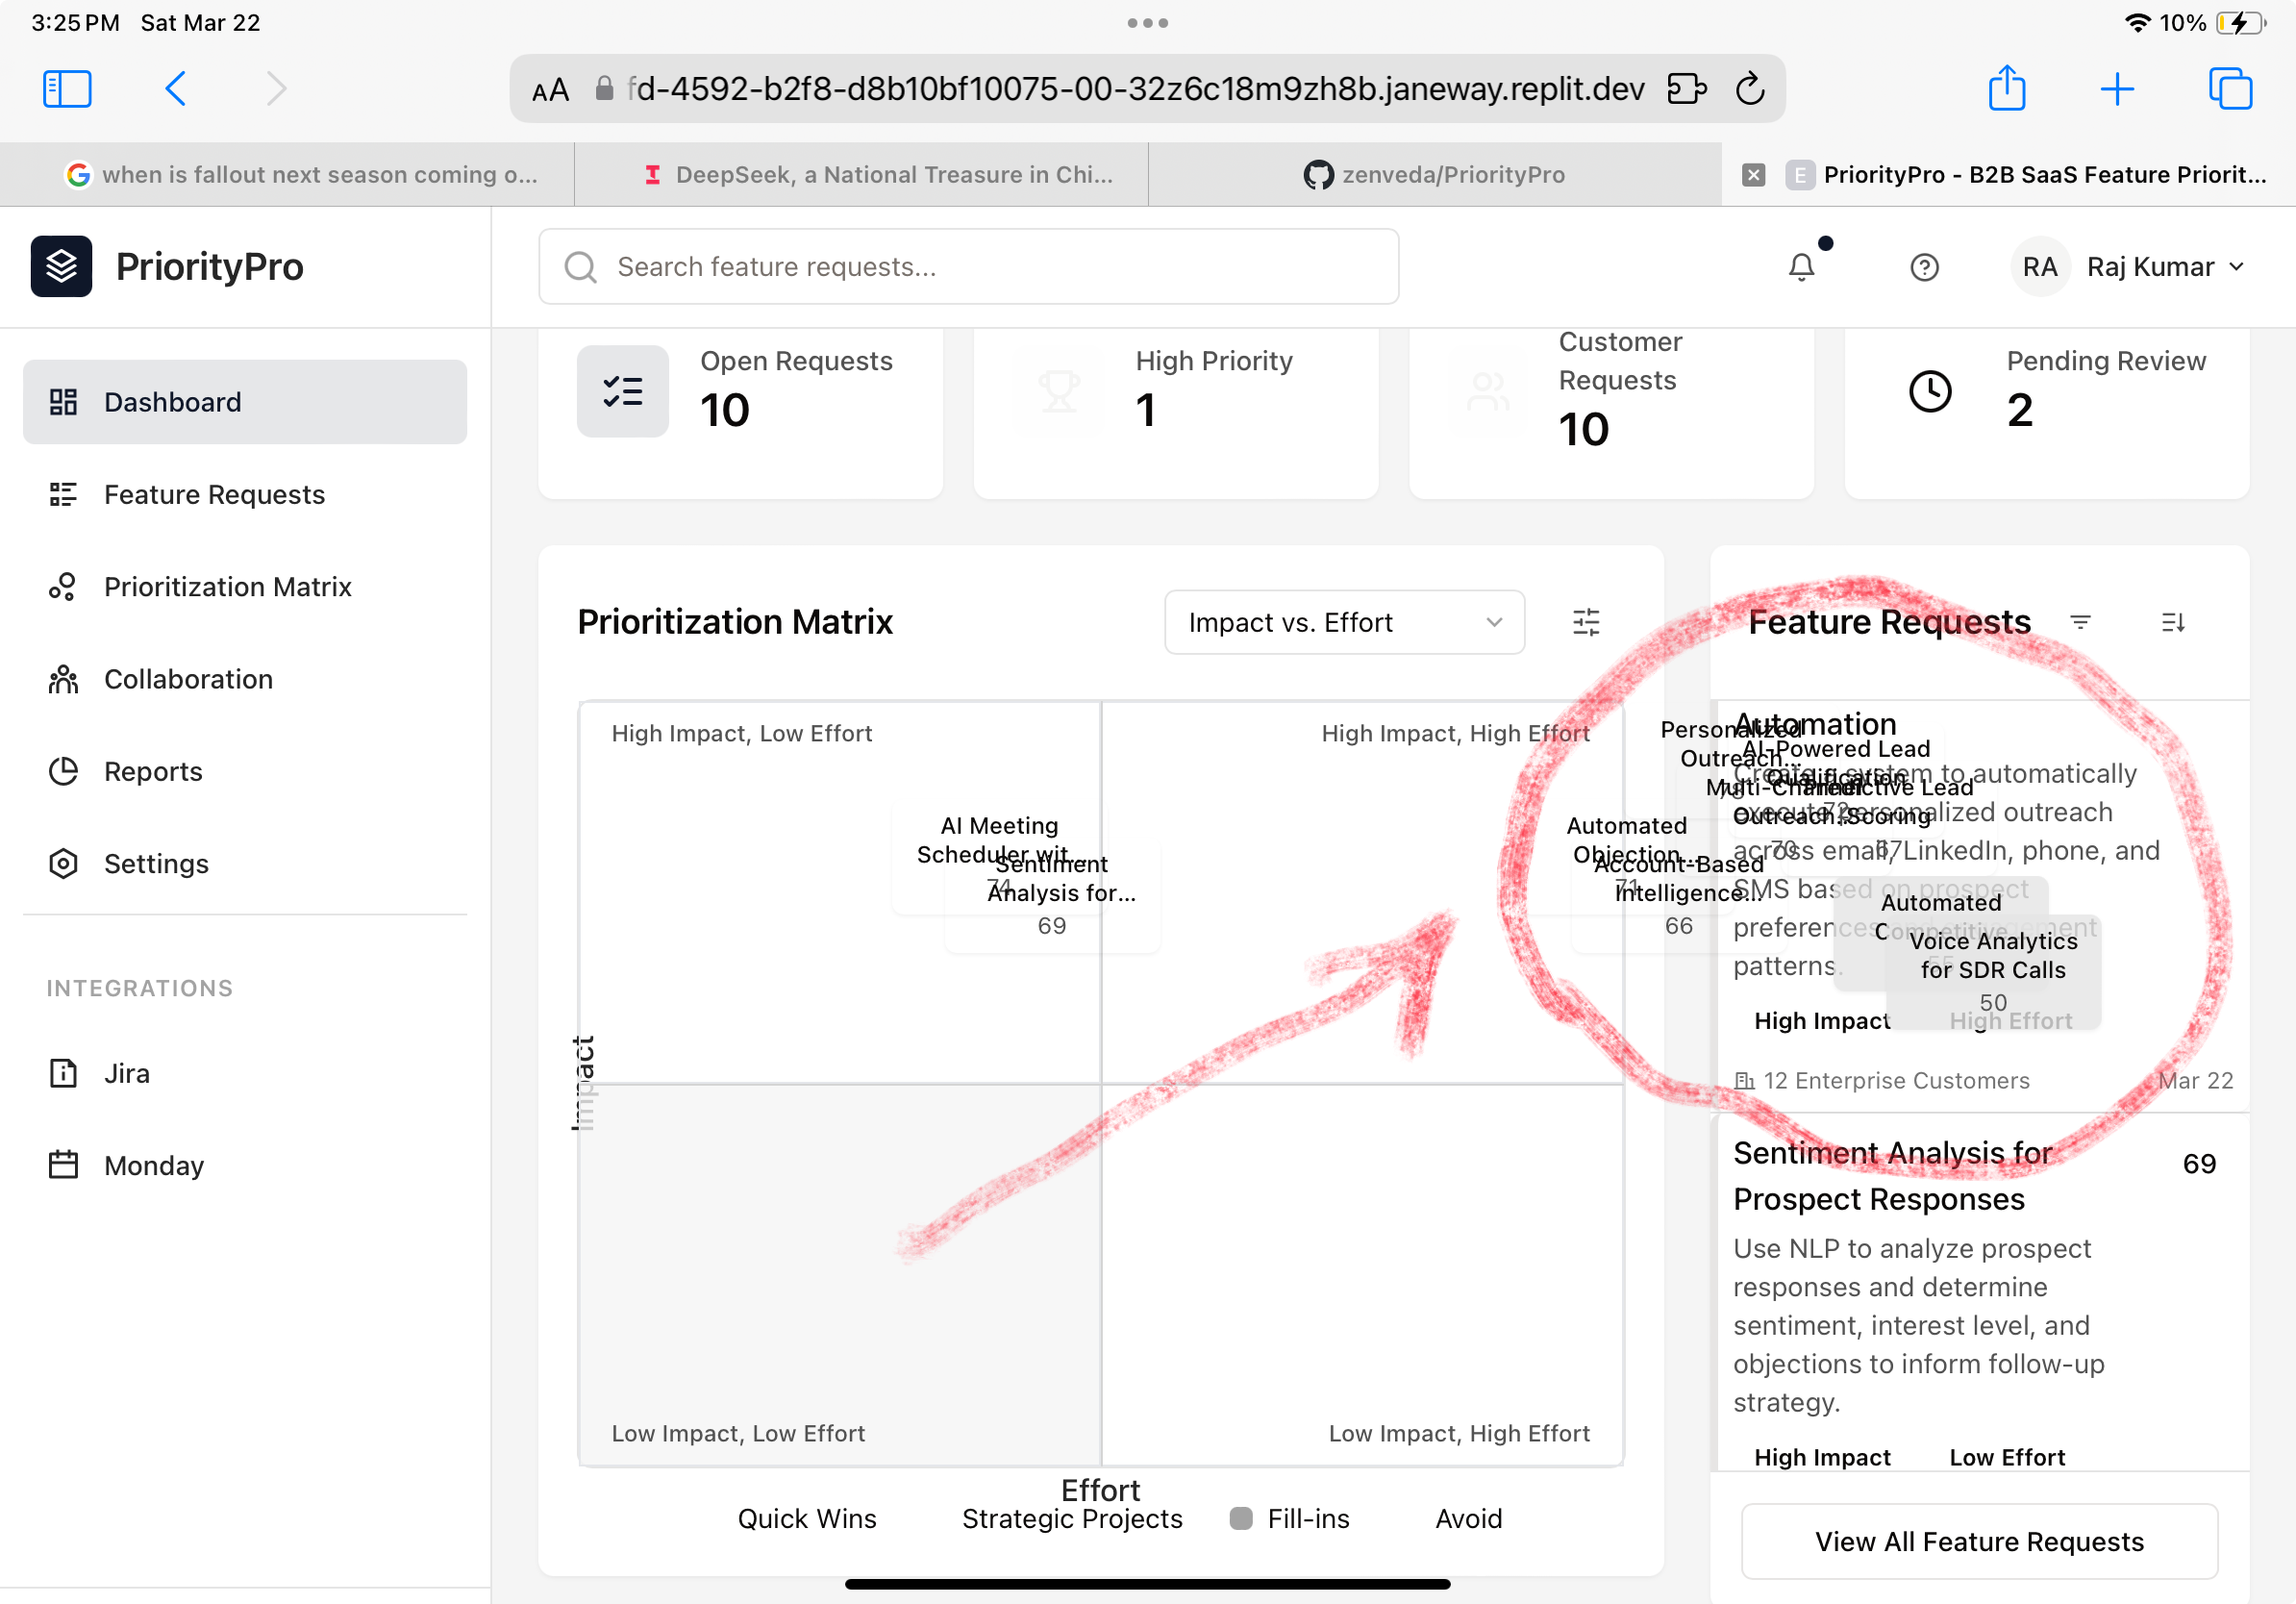 3:25 PM Sat Mar 22
10%
AA fd-4592-b2f8-d8b10bf10075-00-32z6c18m9zh8b.janeway.replit.dev
when is fallout next season coming o...
DeepSeek, a National Treasure in Chi...
zenveda/PriorityPro
E PriorityPro - B2B SaaS Feature Priorit...
PriorityPro
Search feature requests...
RA Raj Kumar
Dashboard
Feature Requests
Prioritization Matrix
Collaboration
Reports
Settings
INTEGRATIONS
Jira
Monday
Open Requests
10
High Priority
1
Customer
Requests
10
Pending Review
2
Prioritization Matrix
Impact vs. Effort
High Impact, Low Effort
High Impact, High Effort
AI Meeting
Scheduler wit...
74
Sentiment
Analysis for...
69
Automated
Objection...
71
Account-Based
Intelligence...
66
Personalized
Outreach...
78
Multi-Channel
Outreach...
70
AI-Powered Lead
Qualification
72
Predictive Lead
Scoring
67
Automated
Competitive
Voice Analytics
for SDR Calls
50
Impact
Low Impact, Low Effort
Low Impact, High Effort
Effort
Quick Wins
Strategic Projects
Fill-ins
Avoid
Feature Requests
Automation
Create a system to automatically
execute personalized outreach
across email, LinkedIn, phone, and
SMS based on prospect
preferences and engagement
patterns.
High Impact
High Effort
12 Enterprise Customers
Mar 22
Sentiment Analysis for
Prospect Responses
69
Use NLP to analyze prospect
responses and determine
sentiment, interest level, and
objections to inform follow-up
strategy.
High Impact
Low Effort
View All Feature Requests